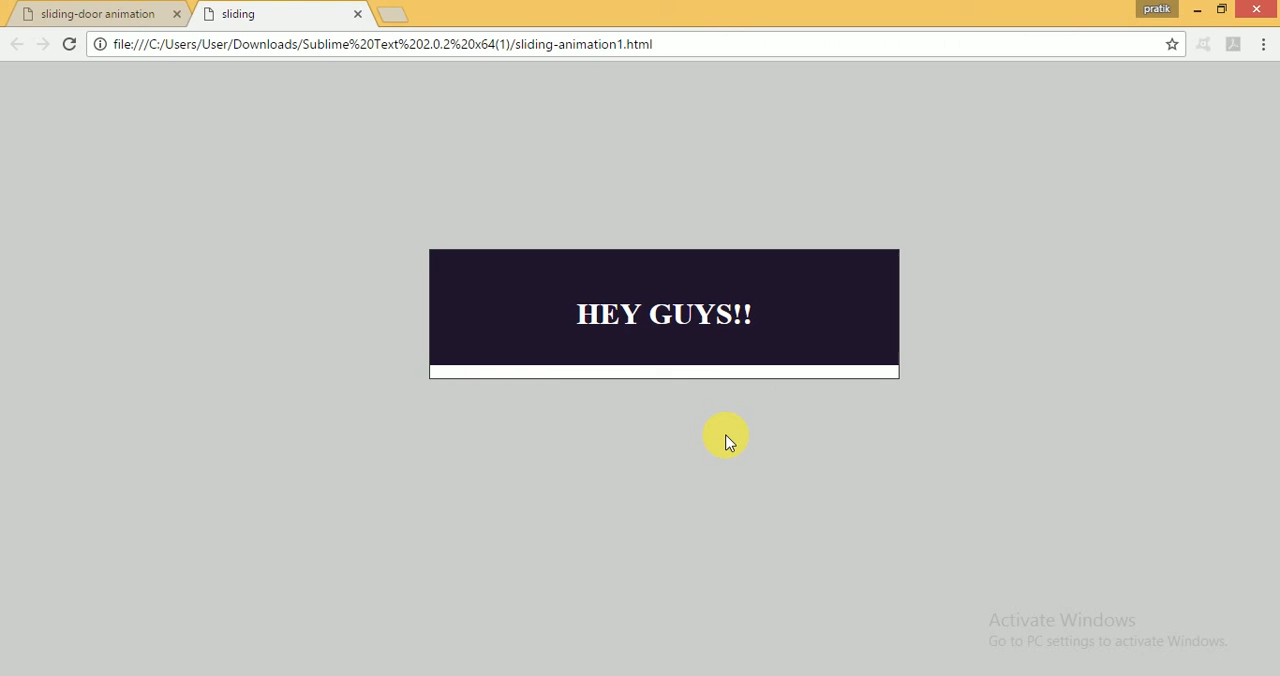 sliding-door animation
sliding
pratik
file:///C:/Users/User/Downloads/Sublime%20Text%202.0.2%20x64(1)/sliding-animation1.html
HEY GUYS!!
Activate Windows
Go to PC settings to activate Windows.